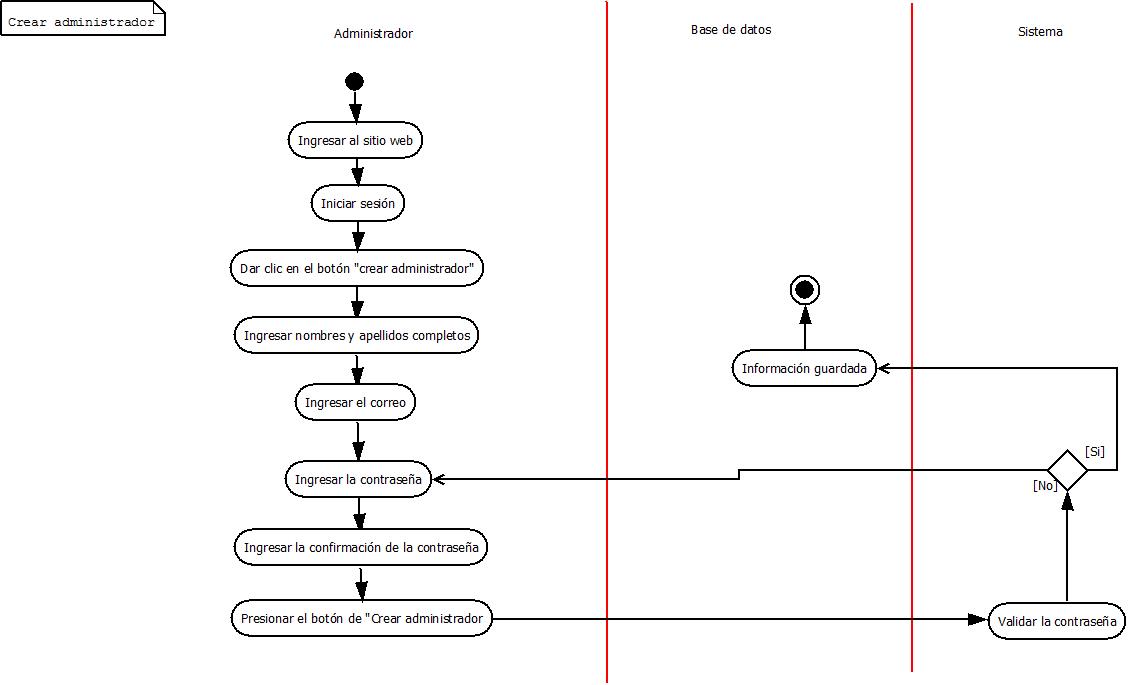 Crear administrador
Administrador
Base de datos
Sistema
Ingresar al sitio web
Iniciar sesión
Dar clic en el botón "crear administrador"
Ingresar nombres y apellidos completos
Información guardada
Ingresar el correo
[Si]
Ingresar la contraseña
[No]
Ingresar la confirmación de la contraseña
Presionar el botón de "Crear administrador
Validar la contraseña